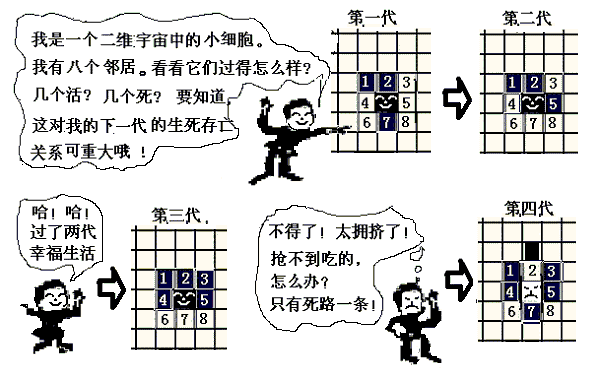 我是一个二维宇宙中的小细胞。
我有八个邻居。看看它们过得怎么样?
几个活? 几个死? 要知道,
这对我的下一代的生死存亡
关系可重大哦!
第一代
1 2 3
4 5
6 7 8
第二代
1 2 3
4 5
6 7 8
哈! 哈!
过了两代
幸福生活
第三代.
1 2 3
4 5
6 7 8
不得了! 太拥挤了!
抢不到吃的,
怎么办?
只有死路一条!
第四代
1 2 3
4 5
6 7 8